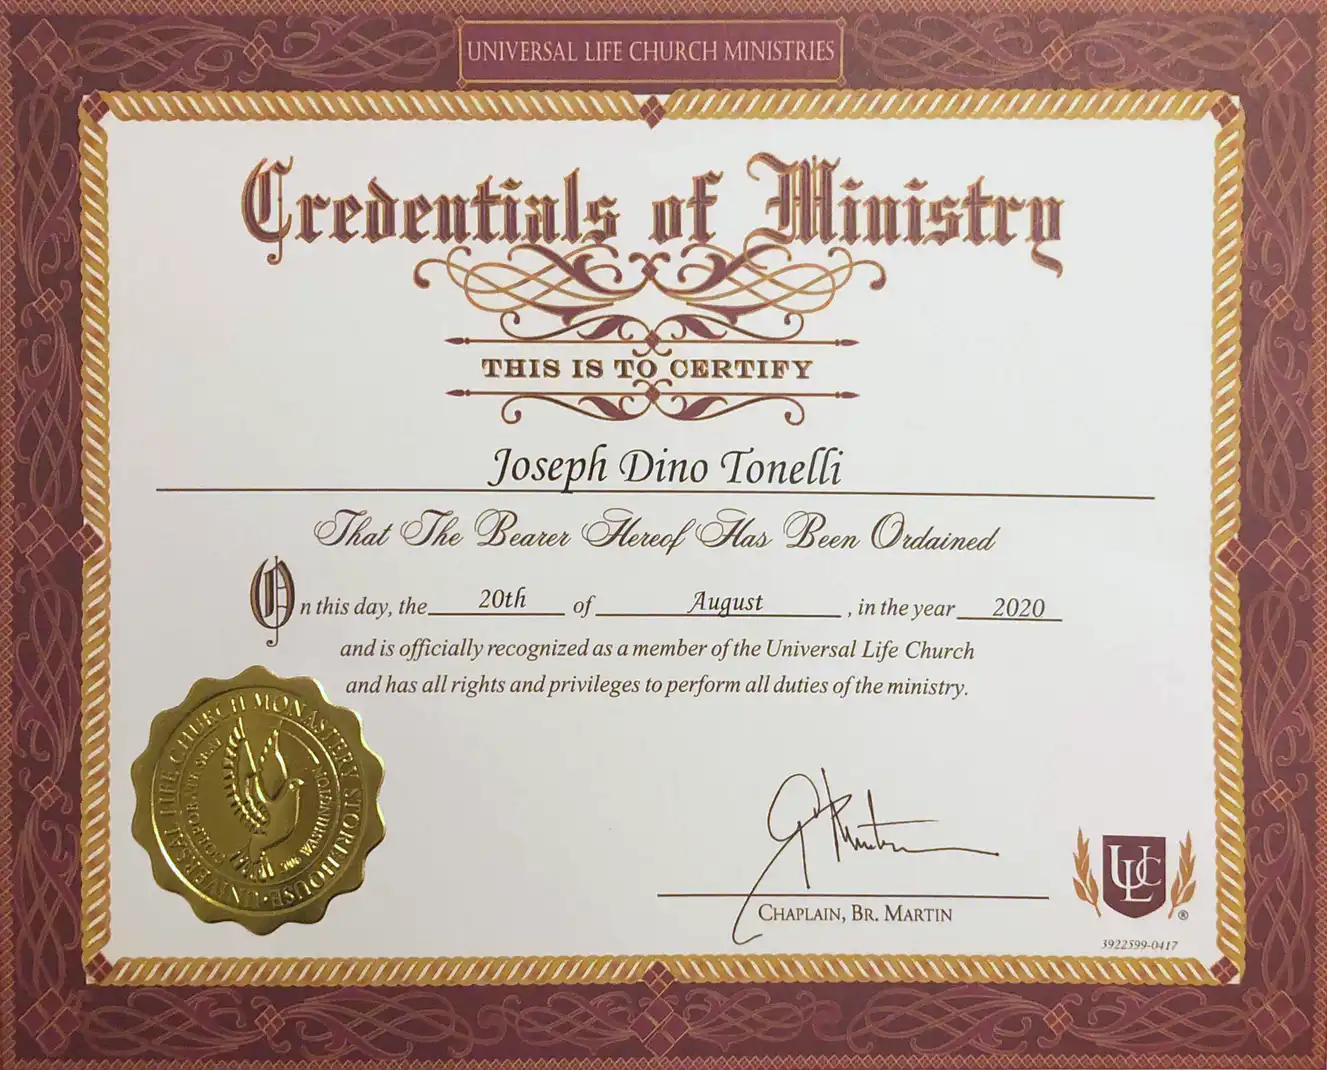 UNIVERSAL LIFE CHURCH MINISTRIES
Credentials of Ministry
THIS IS TO CERTIFY
Joseph Dino Tonelli
That The Bearer Hereof Has Been Ordained
On this day, the 20th of August, in the year 2020
and is officially recognized as a member of the Universal Life Church
and has all rights and privileges to perform all duties of the ministry.
UNIVERSAL LIFE CHURCH MONASTERY STOREHOUSE
CORPORATE SEAL
WASHINGTON
CHAPLAIN, BR. MARTIN
ULC
®
3922599-0417